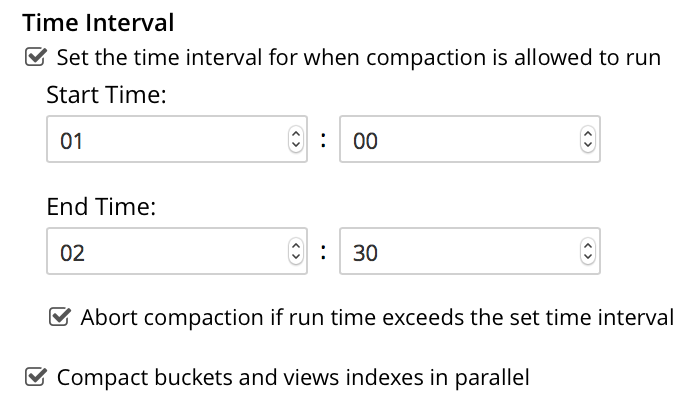 Time Interval
Set the time interval for when compaction is allowed to run
Start Time:
01 : 00
End Time:
02 : 30
Abort compaction if run time exceeds the set time interval
Compact buckets and views indexes in parallel